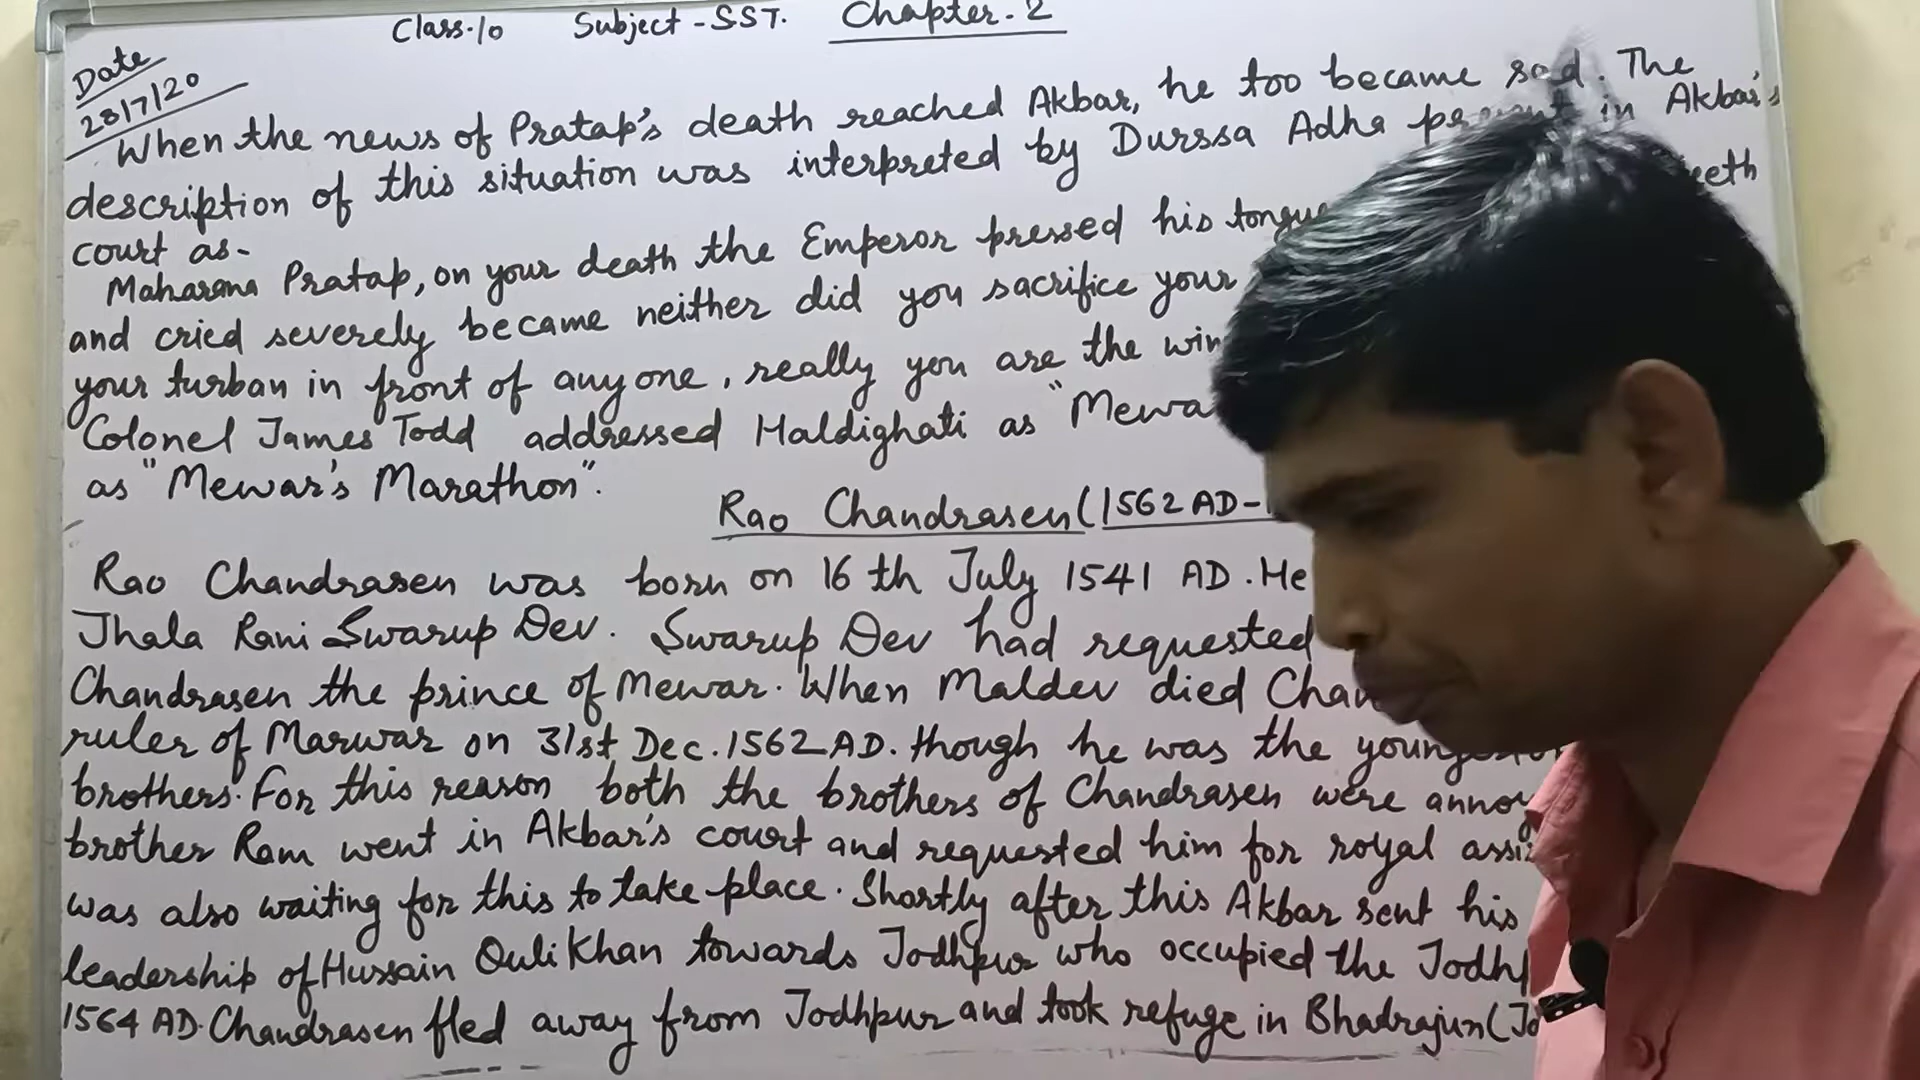 Class-10 Subject-SST. Chapter-2
Date
28/7/20
When the news of Pratap's death reached Akbar, he too became sad. The
description of this situation was interpreted by Durssa Adha present in Akbar's
court as-
Maharana Pratap, on your death the Emperor pressed his tongue
and cried severely became neither did you sacrifice your
your turban in front of anyone, really you are the
Colonel James Todd addressed Haldighati as "
as "Mewar's Marathon".
Rao Chandrasen (1562 AD-
Rao Chandrasen was born on 16 th July 1541 AD. He
Jhala Rani Swarup Dev. Swarup Dev had requested
Chandrasen the prince of Mewar. When Maldev died
ruler of Marwar on 31st Dec. 1562 AD. though he was the
brothers. For this reason both the brothers of Chandrasen were
brother Ram went in Akbar's court and requested him for royal
was also waiting for this to take place. Shortly after this Akbar sent his
leadership of Hussain Quli Khan towards Jodhpur who occupied the
1564 AD. Chandrasen fled away from Jodhpur and took refuge in Bhadrajun (